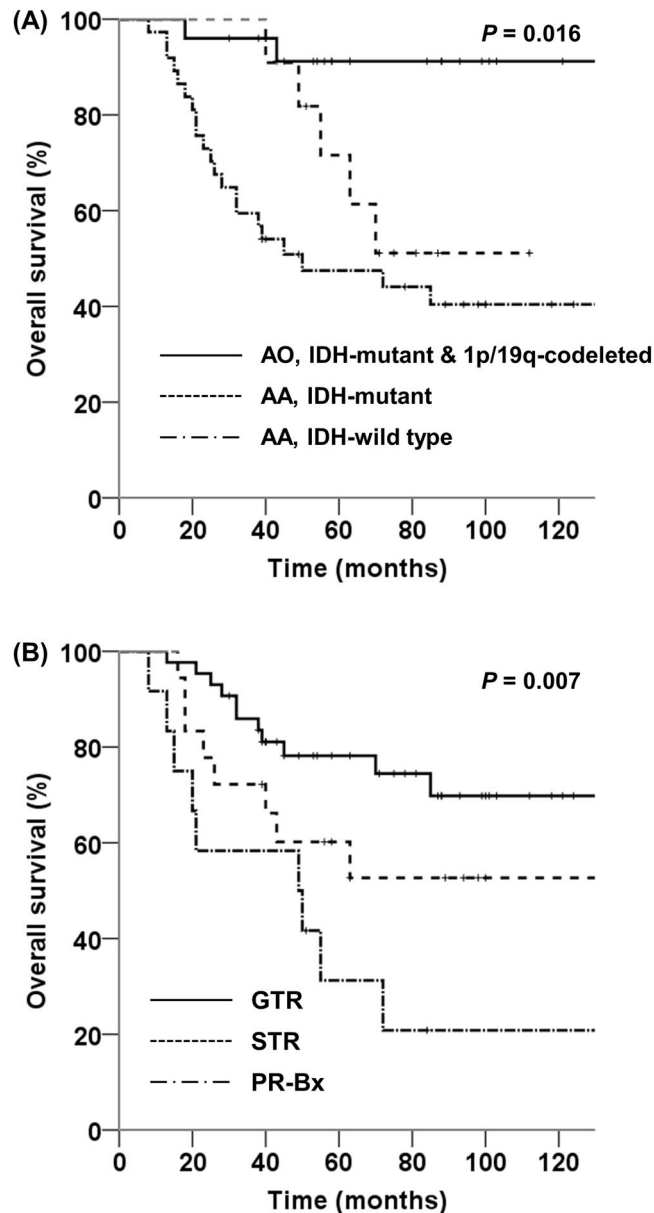 (A)
P = 0.016
Overall survival (%)
100
80
60
40
20
0
AO, IDH-mutant & 1p/19q-codeleted
AA, IDH-mutant
AA, IDH-wild type
0 20 40 60 80 100 120
Time (months)
(B)
P = 0.007
Overall survival (%)
100
80
60
40
20
0
GTR
STR
PR-Bx
0 20 40 60 80 100 120
Time (months)